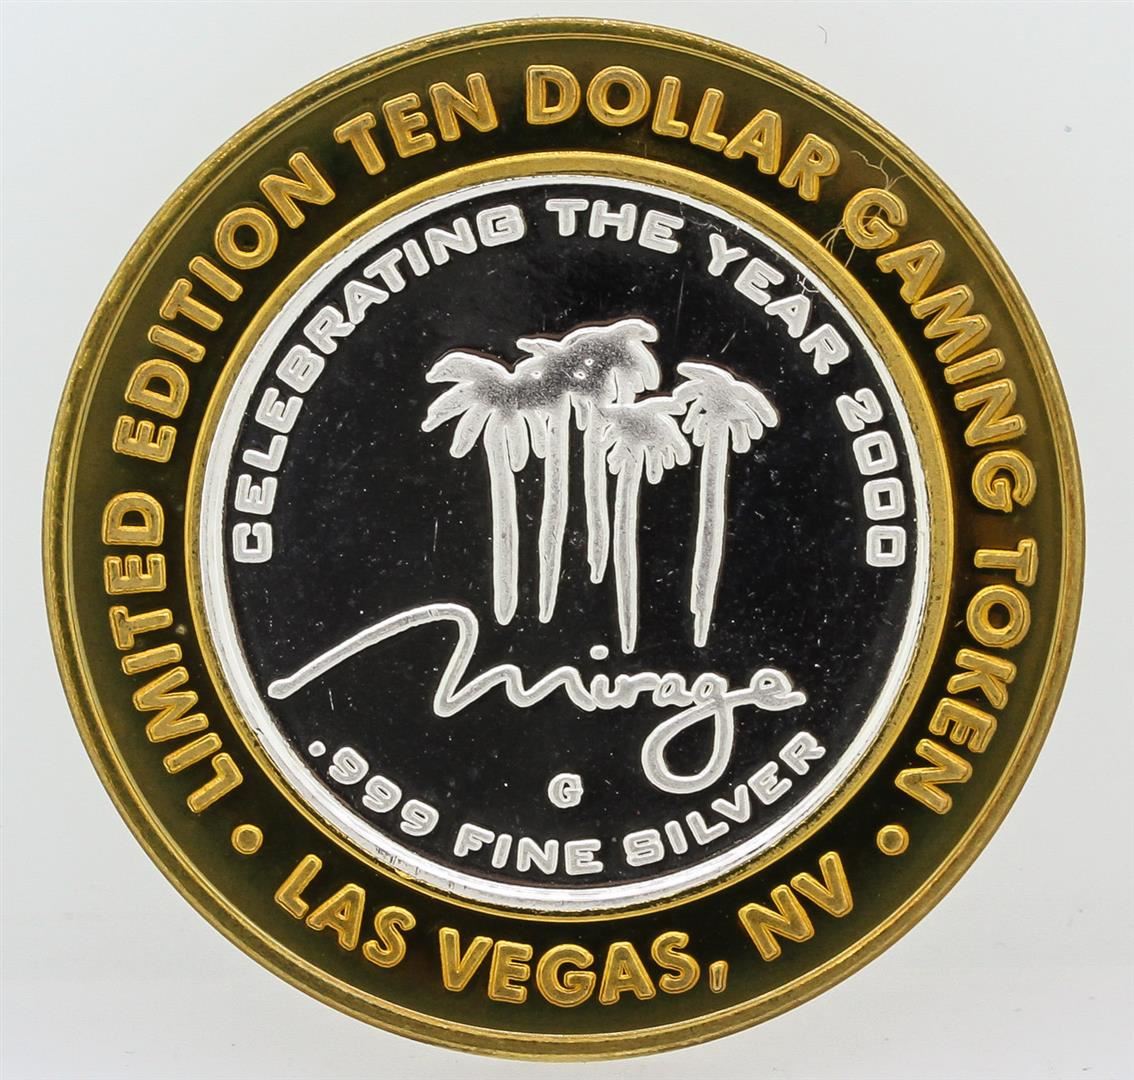 LIMITED EDITION TEN DOLLAR GAMING TOKEN
• LAS VEGAS, NV •
CELEBRATING THE YEAR 2000
Mirage
G
.999 FINE SILVER